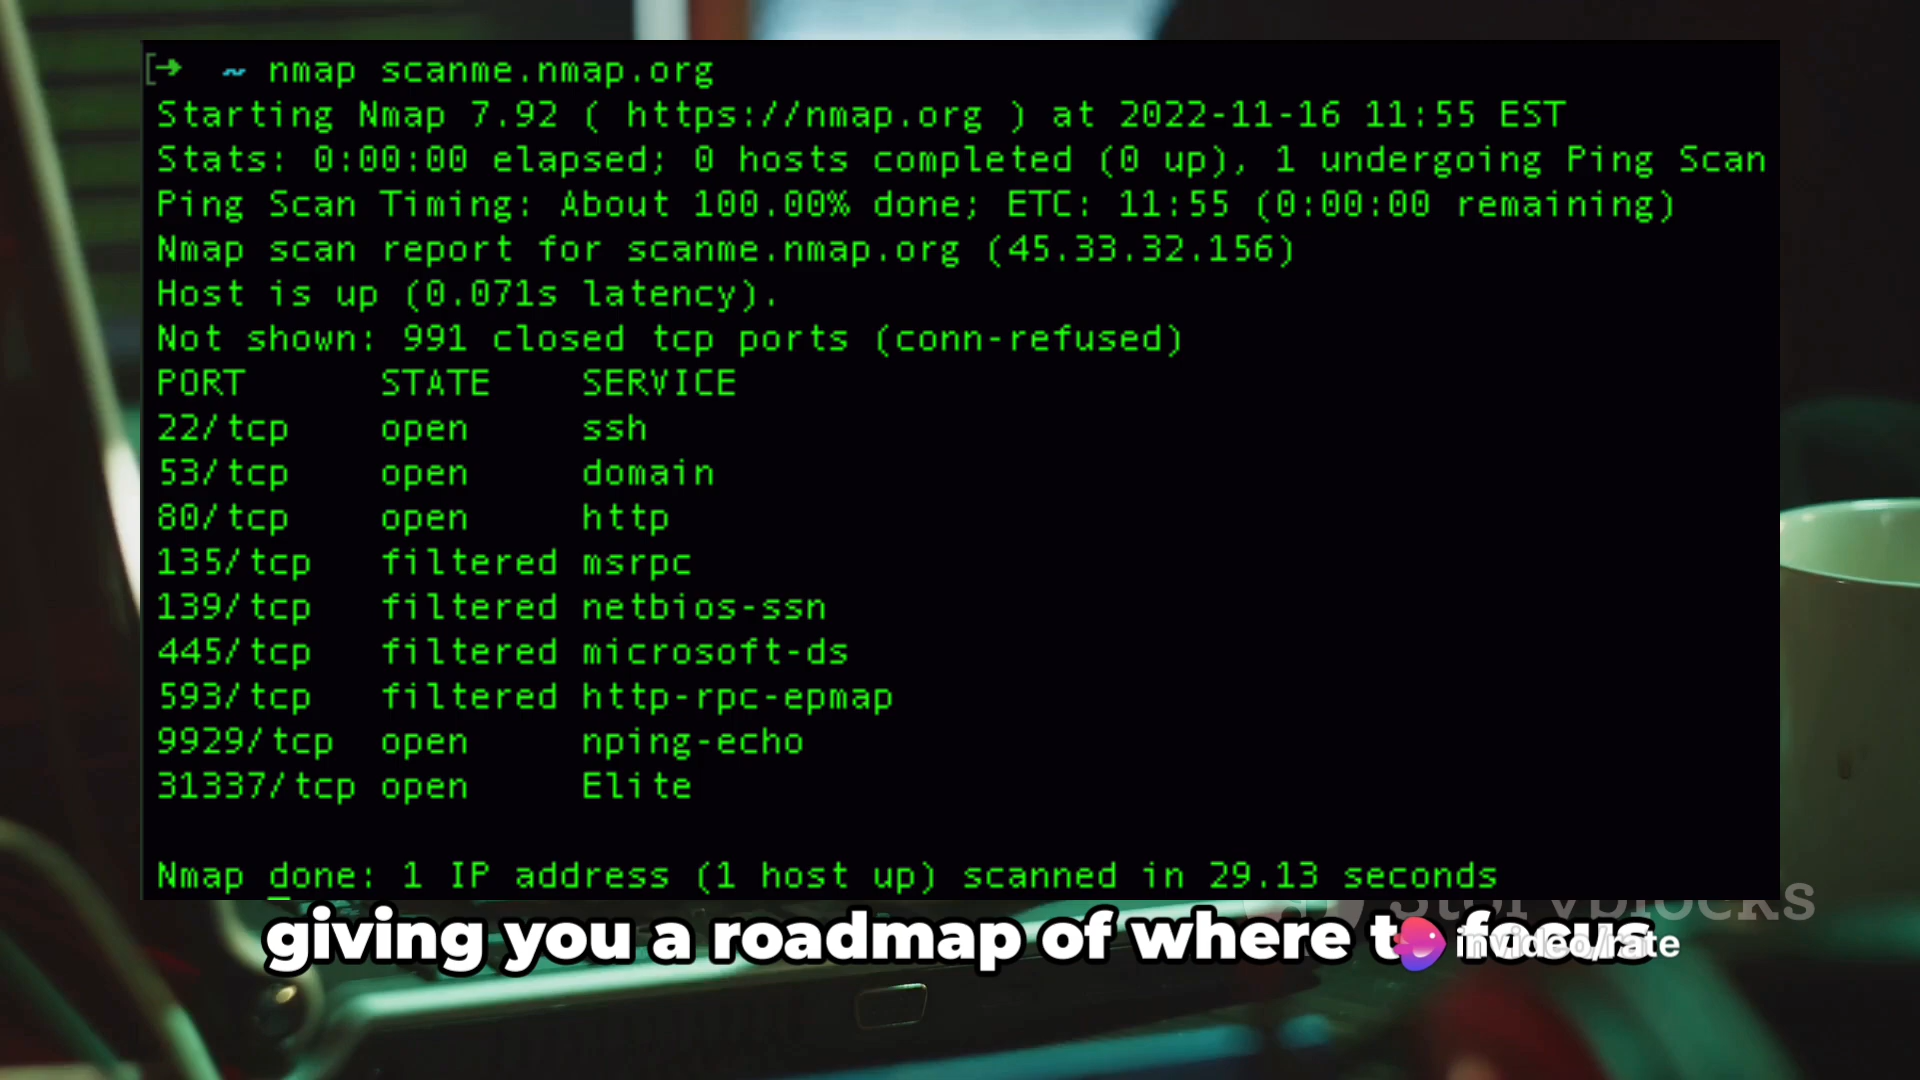 [→ ~ nmap scanme.nmap.org
Starting Nmap 7.92 ( https://nmap.org ) at 2022-11-16 11:55 EST
Stats: 0:00:00 elapsed; 0 hosts completed (0 up), 1 undergoing Ping Scan
Ping Scan Timing: About 100.00% done; ETC: 11:55 (0:00:00 remaining)
Nmap scan report for scanme.nmap.org (45.33.32.156)
Host is up (0.071s latency).
Not shown: 991 closed tcp ports (conn-refused)
PORT STATE SERVICE
22/tcp open ssh
53/tcp open domain
80/tcp open http
135/tcp filtered msrpc
139/tcp filtered netbios-ssn
445/tcp filtered microsoft-ds
593/tcp filtered http-rpc-epmap
9929/tcp open nping-echo
31337/tcp open Elite
Nmap done: 1 IP address (1 host up) scanned in 29.13 seconds
Storyblocks
giving you a roadmap of where to focus
invideo/rate